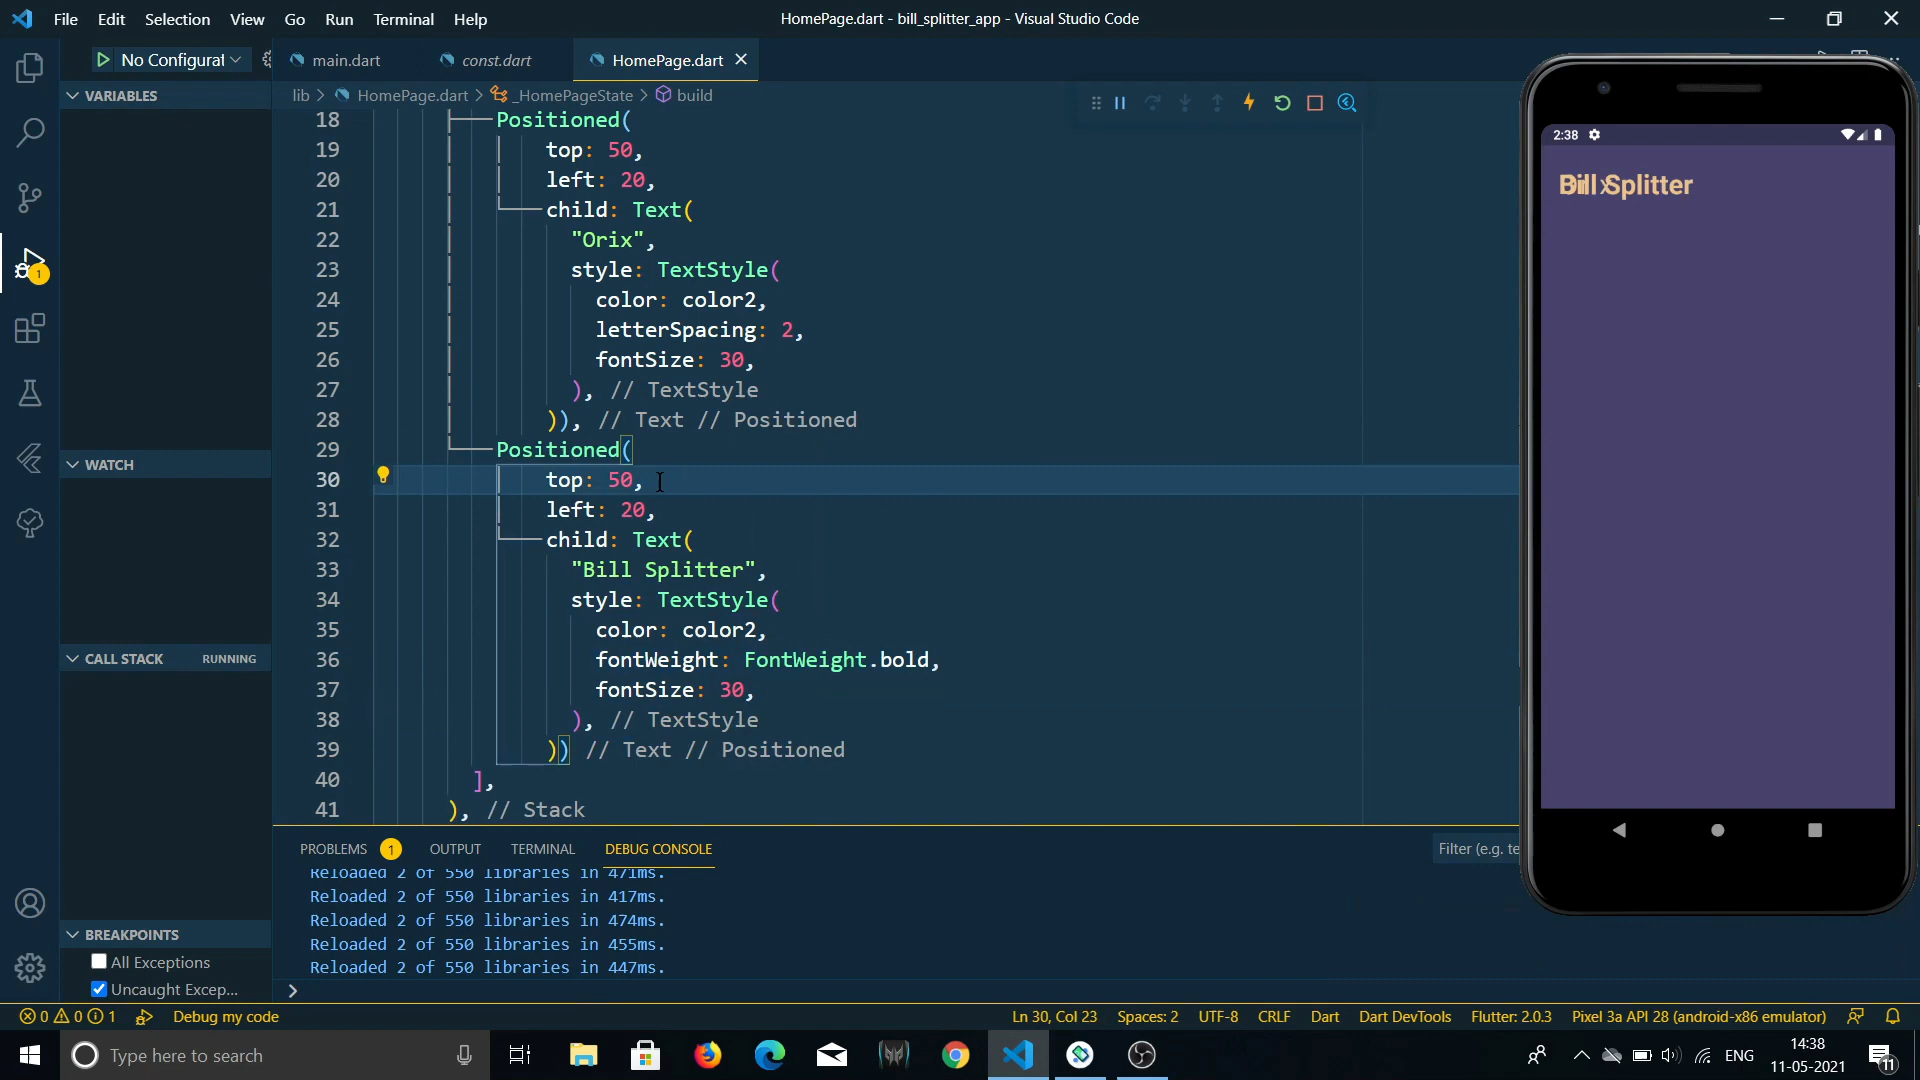 File Edit Selection View Go Run Terminal Help
HomePage.dart - bill_splitter_app - Visual Studio Code
No Configurat
main.dart
const.dart
HomePage.dart
VARIABLES
lib > HomePage.dart > _HomePageState > build
18 Positioned(
19 top: 50,
20 left: 20,
21 child: Text(
22 "Orix",
23 style: TextStyle(
24 color: color2,
25 letterSpacing: 2,
26 fontSize: 30,
27 ), // TextStyle
28 )), // Text // Positioned
29 Positioned(
30 top: 50,
31 left: 20,
32 child: Text(
33 "Bill Splitter",
34 style: TextStyle(
35 color: color2,
36 fontWeight: FontWeight.bold,
37 fontSize: 30,
38 ), // TextStyle
39 )) // Text // Positioned
40 ],
41 ), // Stack
WATCH
CALL STACK RUNNING
BREAKPOINTS
All Exceptions
Uncaught Excep...
2:38
Bill Splitter
PROBLEMS 1 OUTPUT TERMINAL DEBUG CONSOLE
Filter (e.g. te
Reloaded 2 of 550 libraries in 471ms.
Reloaded 2 of 550 libraries in 417ms.
Reloaded 2 of 550 libraries in 474ms.
Reloaded 2 of 550 libraries in 455ms.
Reloaded 2 of 550 libraries in 447ms.
>
0 0 1 Debug my code
Ln 30, Col 23 Spaces: 2 UTF-8 CRLF Dart Dart DevTools Flutter: 2.0.3 Pixel 3a API 28 (android-x86 emulator)
Type here to search
ENG
14:38
11-05-2021
11
1